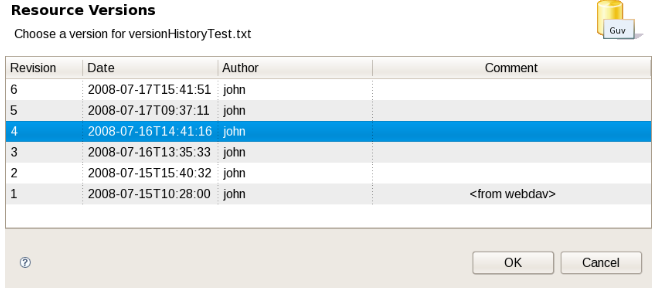 Resource Versions
Choose a version for versionHistoryTest.txt
Guv
Revision Date Author Comment
6 2008-07-17T15:41:51 john
5 2008-07-17T09:37:11 john
4 2008-07-16T14:41:16 john
3 2008-07-16T13:35:33 john
2 2008-07-15T15:40:32 john
1 2008-07-15T10:28:00 john <from webdav>
? OK Cancel